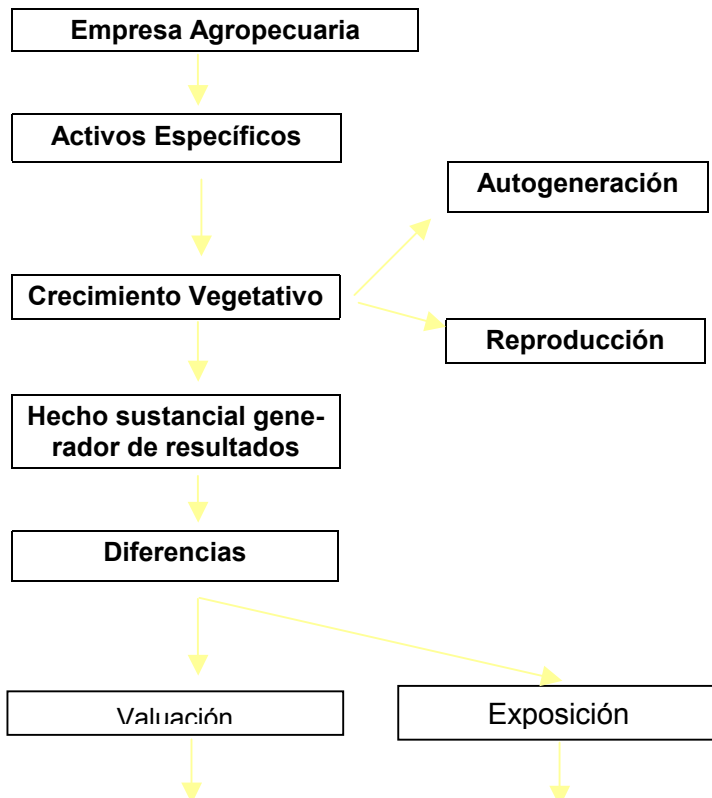 Empresa Agropecuaria
Activos Específicos
Autogeneración
Crecimiento Vegetativo
Reproducción
Hecho sustancial gene-
rador de resultados
Diferencias
Valuación
Exposición